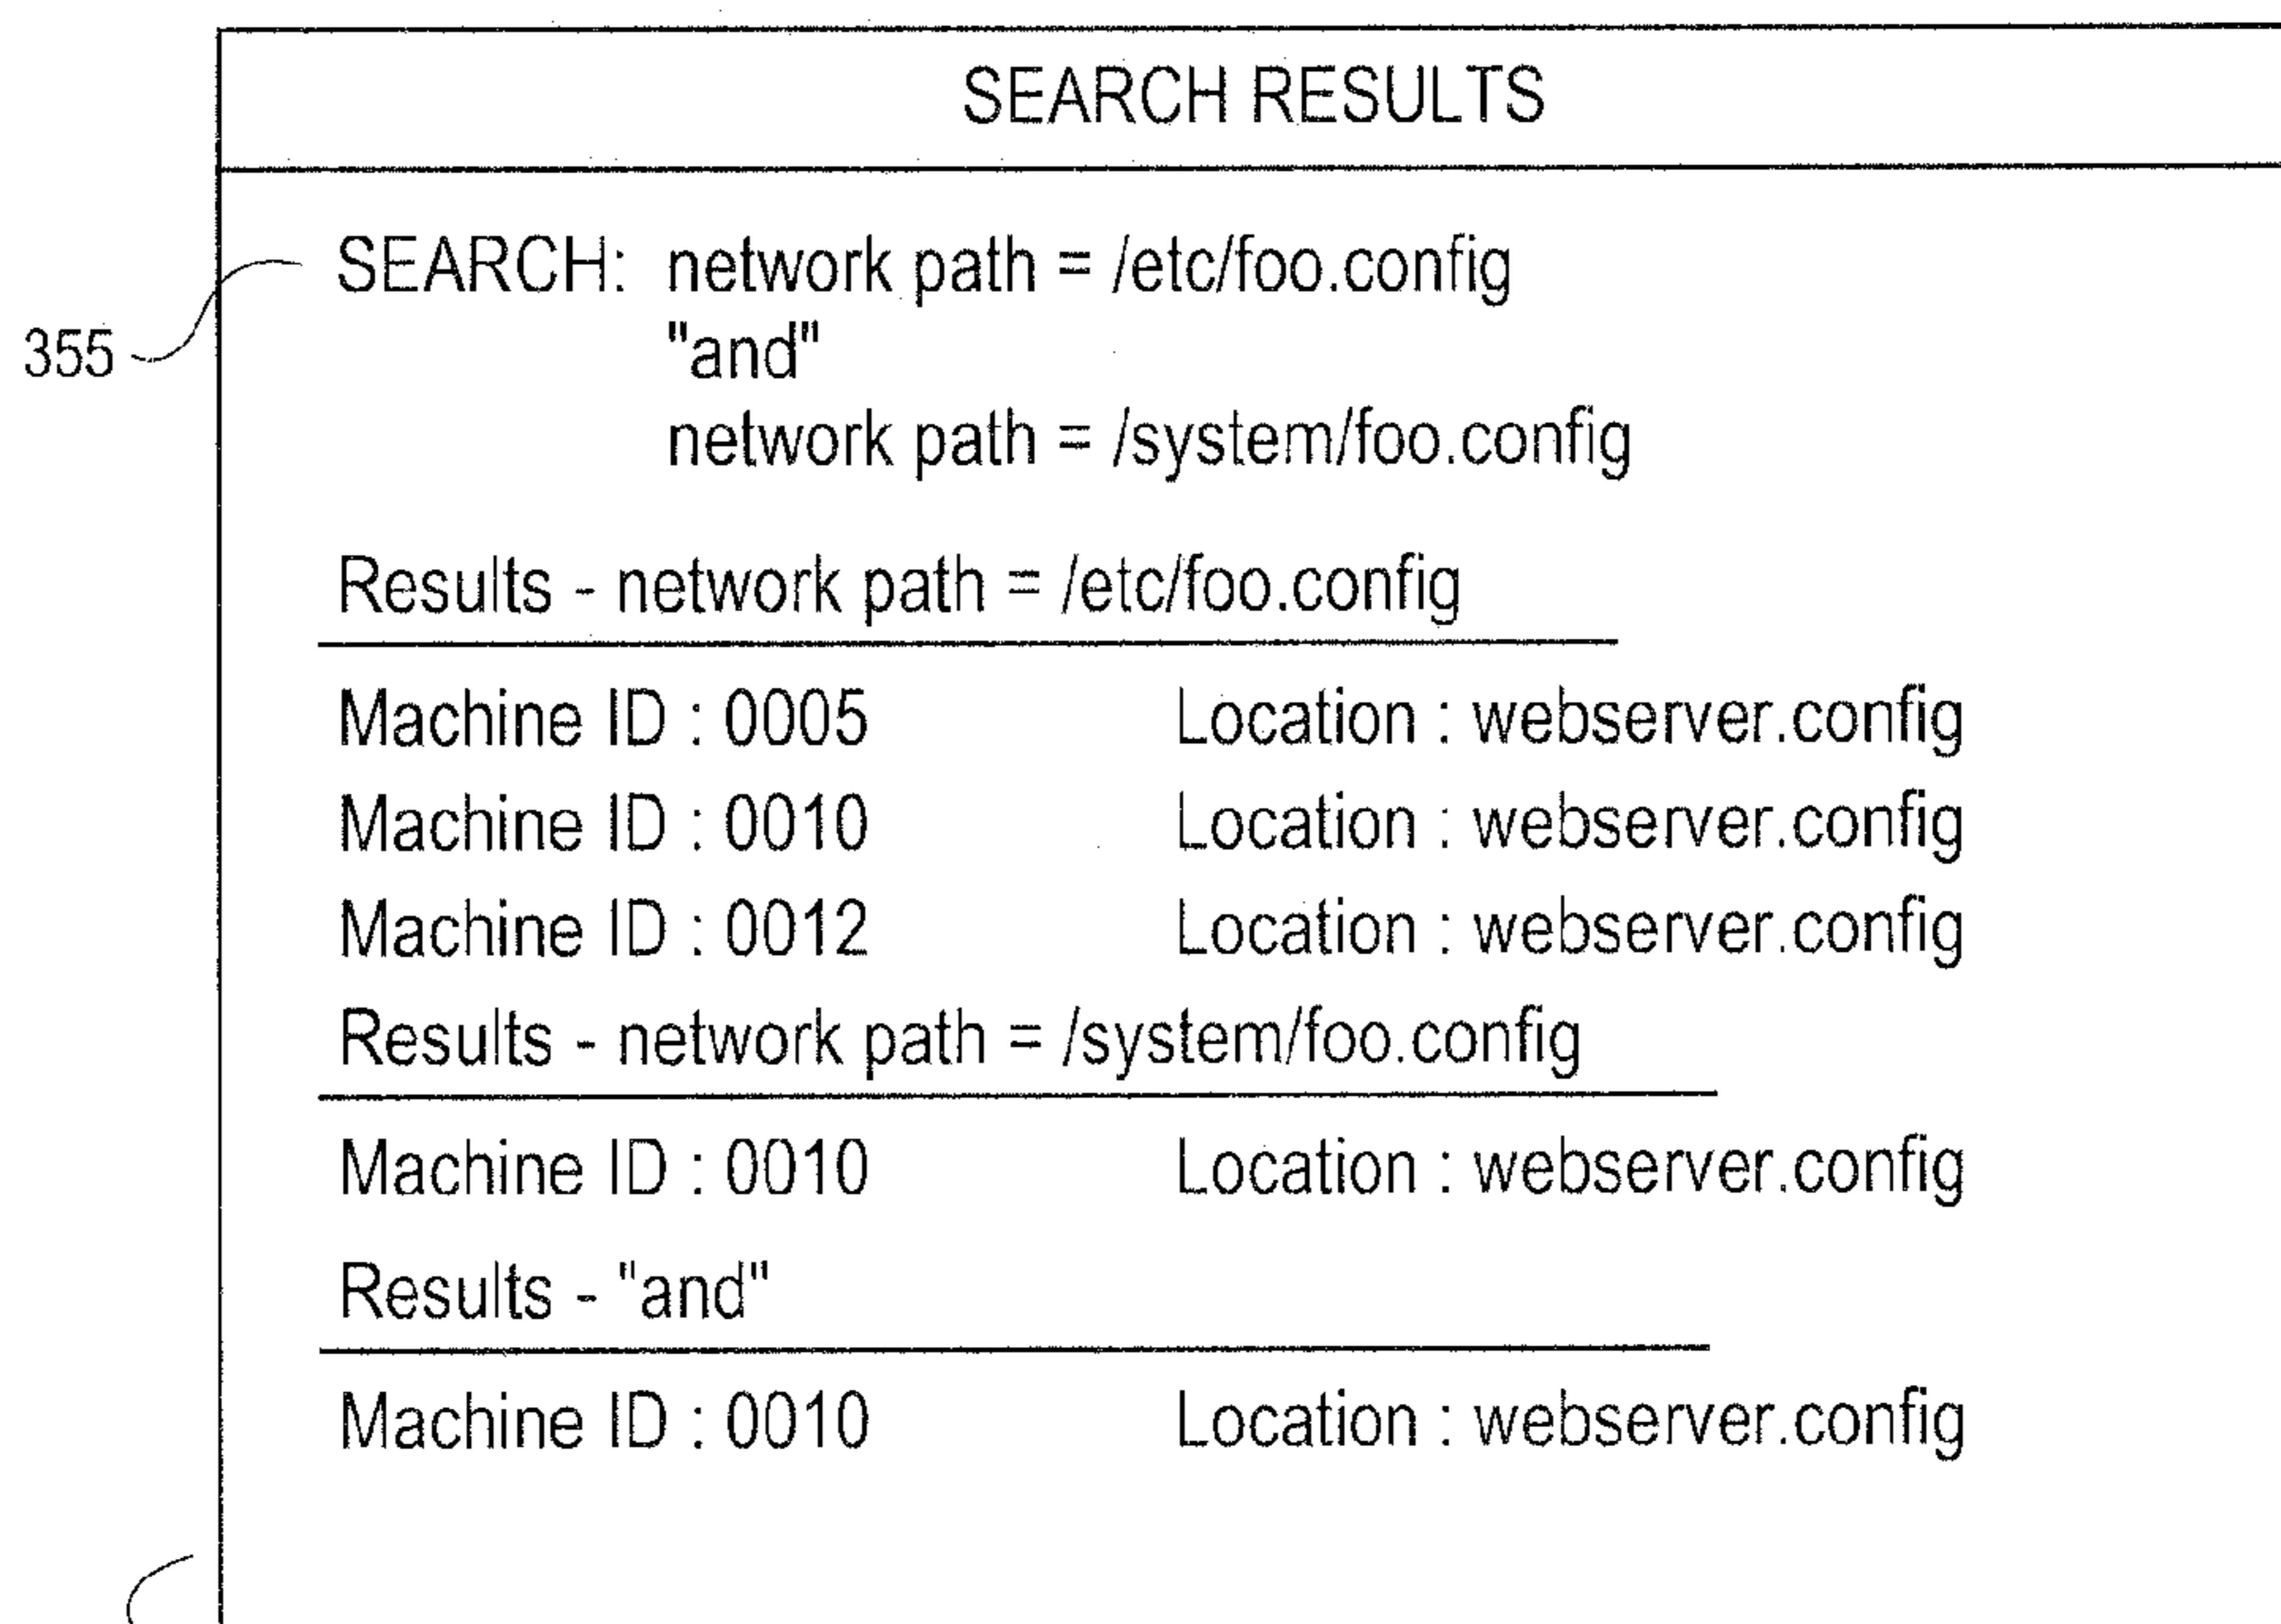 SEARCH RESULTS
SEARCH: network path = /etc/foo.config
"and"
355
network path = /system/foo.config
Results - network path = /etc/foo.config
Machine ID : 0005 Location : webserver.config
Machine ID : 0010 Location : webserver.config
Machine ID : 0012 Location : webserver.config
Results - network path = /system/foo.config
Machine ID : 0010 Location : webserver.config
Results - "and"
Machine ID : 0010 Location : webserver.config